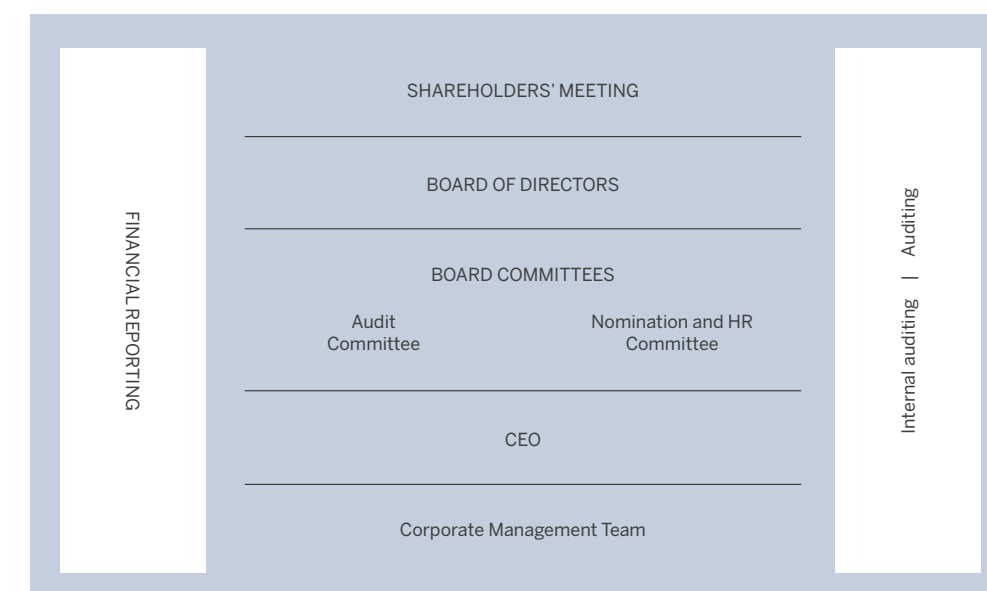 FINANCIAL REPORTING
SHAREHOLDERS’ MEETING
BOARD OF DIRECTORS
BOARD COMMITTEES
Audit
Committee
Nomination and HR
Committee
CEO
Corporate Management Team
Internal auditing | Auditing